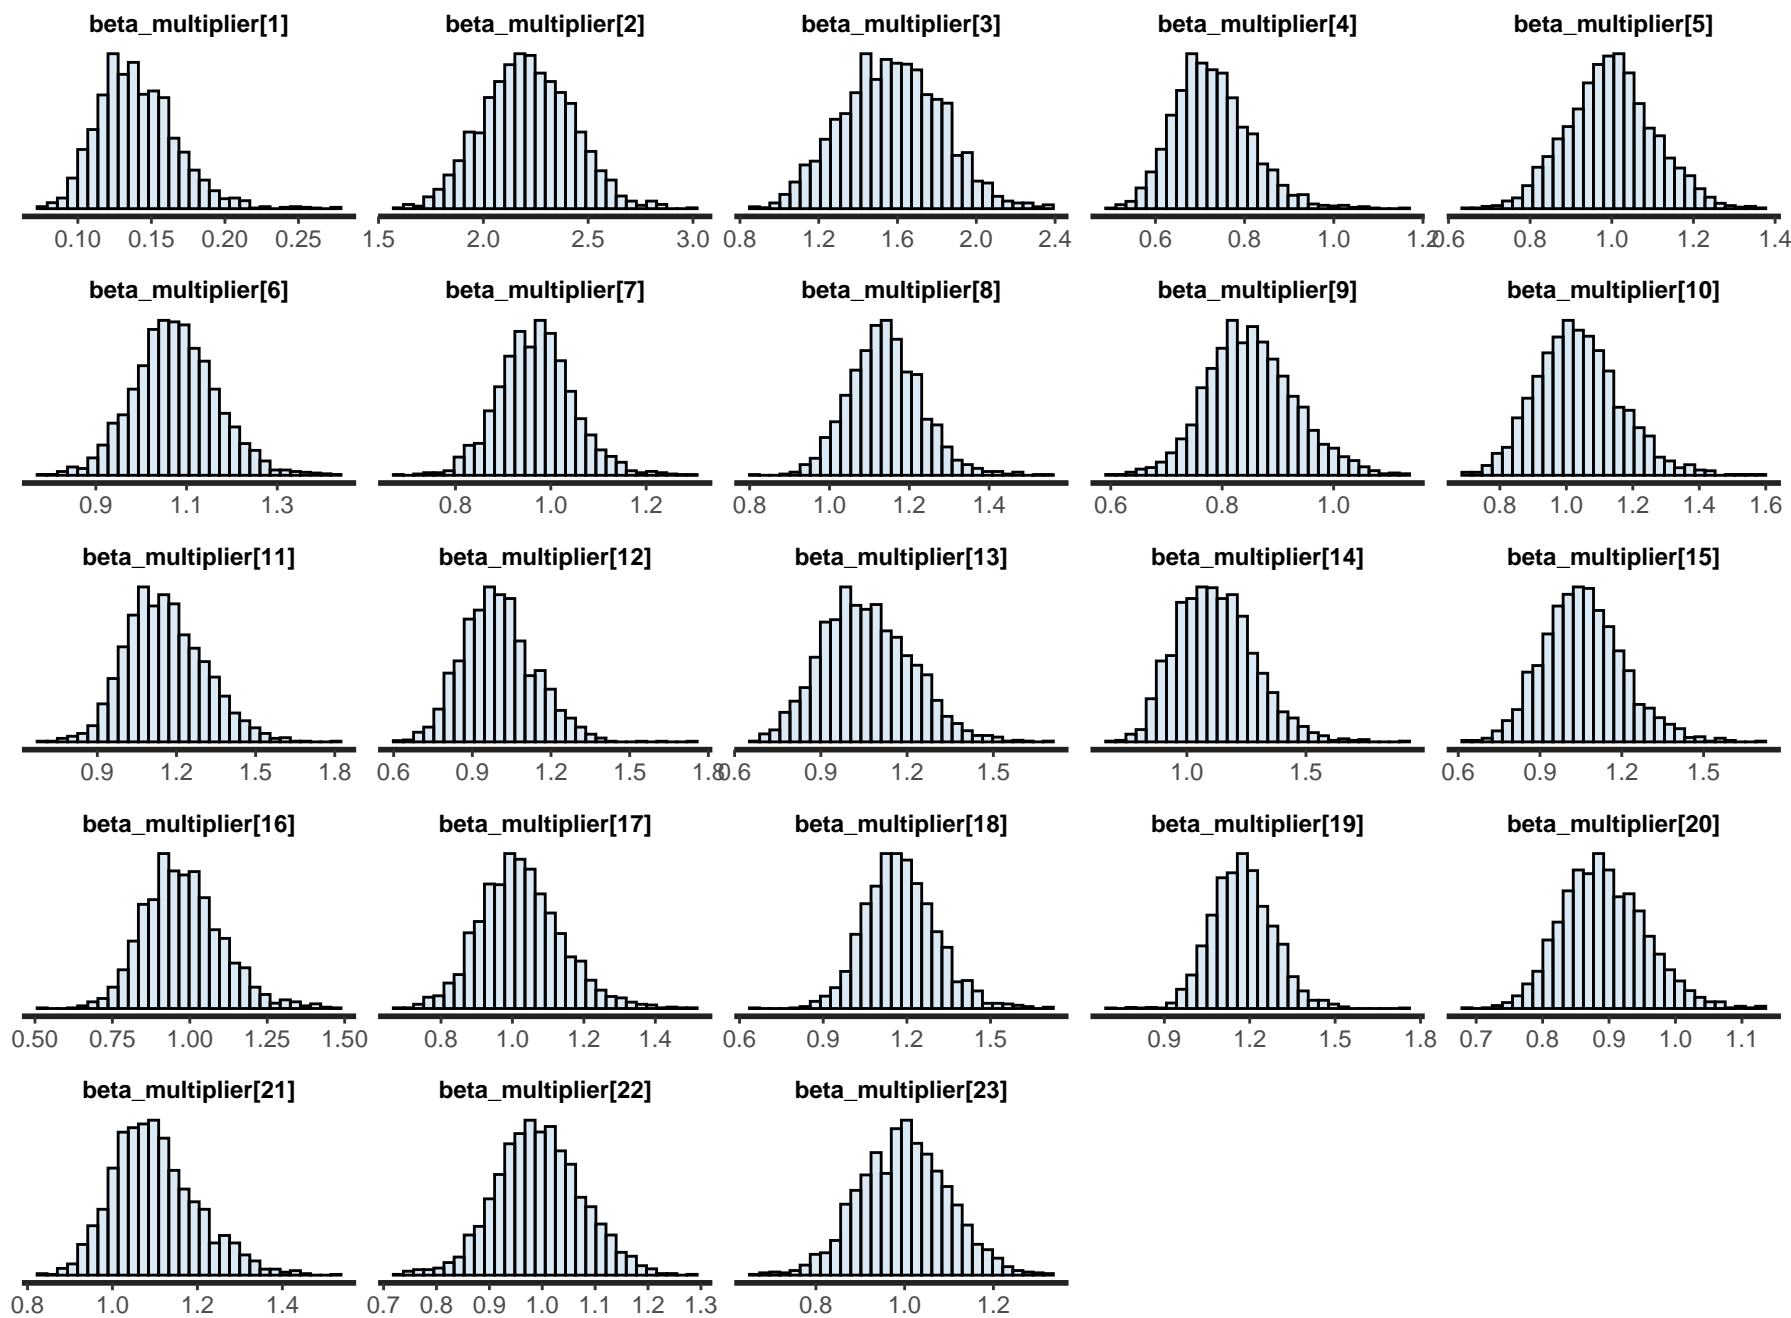 beta_multiplier[1] beta_multiplier[2] beta_multiplier[3] beta_multiplier[4] beta_multiplier[5]
0.10 0.15 0.20 0.25 1.5 2.0 2.5 3.0 0.8 1.2 1.6 2.0 2.4 0.6 0.8 1.0 1.2 0.6 0.8 1.0 1.2 1.4
beta_multiplier[6] beta_multiplier[7] beta_multiplier[8] beta_multiplier[9] beta_multiplier[10]
0.9 1.1 1.3 0.8 1.0 1.2 0.8 1.0 1.2 1.4 0.6 0.8 1.0 0.8 1.0 1.2 1.4 1.6
beta_multiplier[11] beta_multiplier[12] beta_multiplier[13] beta_multiplier[14] beta_multiplier[15]
0.9 1.2 1.5 1.8 0.6 0.9 1.2 1.5 1.8 0.6 0.9 1.2 1.5 1.0 1.5 0.6 0.9 1.2 1.5
beta_multiplier[16] beta_multiplier[17] beta_multiplier[18] beta_multiplier[19] beta_multiplier[20]
0.50 0.75 1.00 1.25 1.50 0.8 1.0 1.2 1.4 0.6 0.9 1.2 1.5 0.9 1.2 1.5 1.8 0.7 0.8 0.9 1.0 1.1
beta_multiplier[21] beta_multiplier[22] beta_multiplier[23]
0.8 1.0 1.2 1.4 0.7 0.8 0.9 1.0 1.1 1.2 1.3 0.8 1.0 1.2